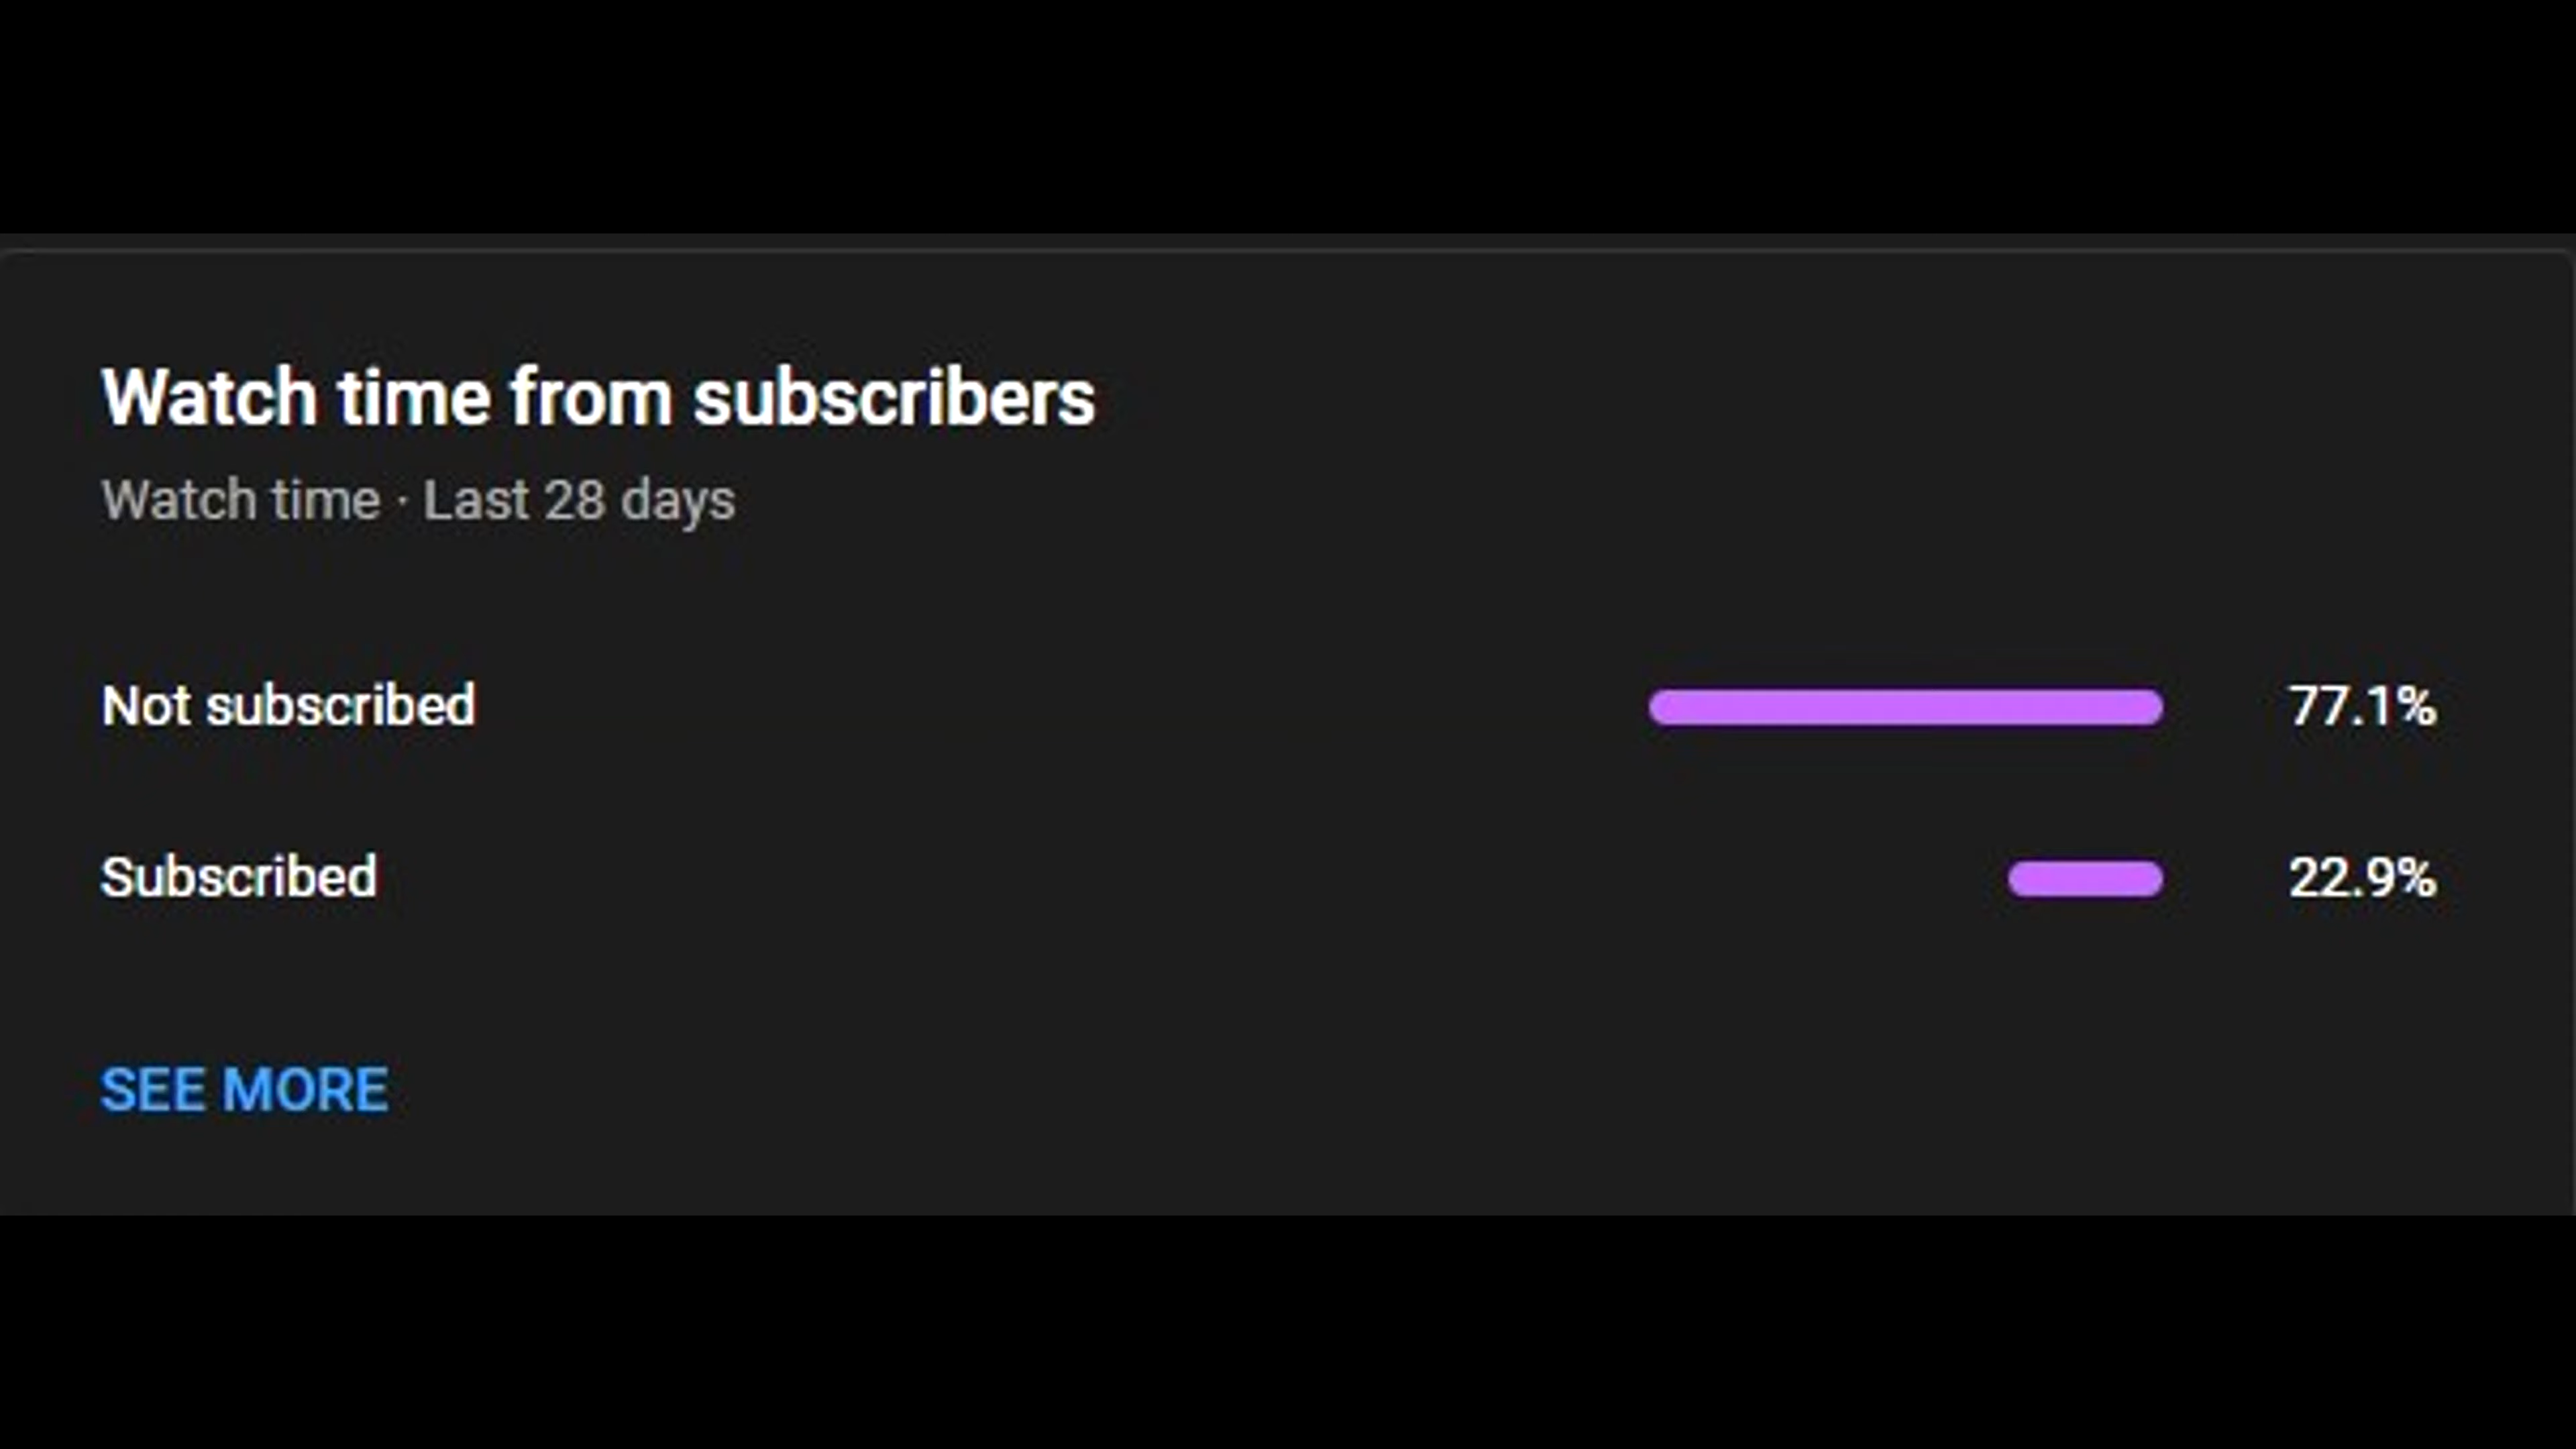 Watch time from subscribers
Watch time · Last 28 days
Not subscribed 77.1%
Subscribed 22.9%
SEE MORE